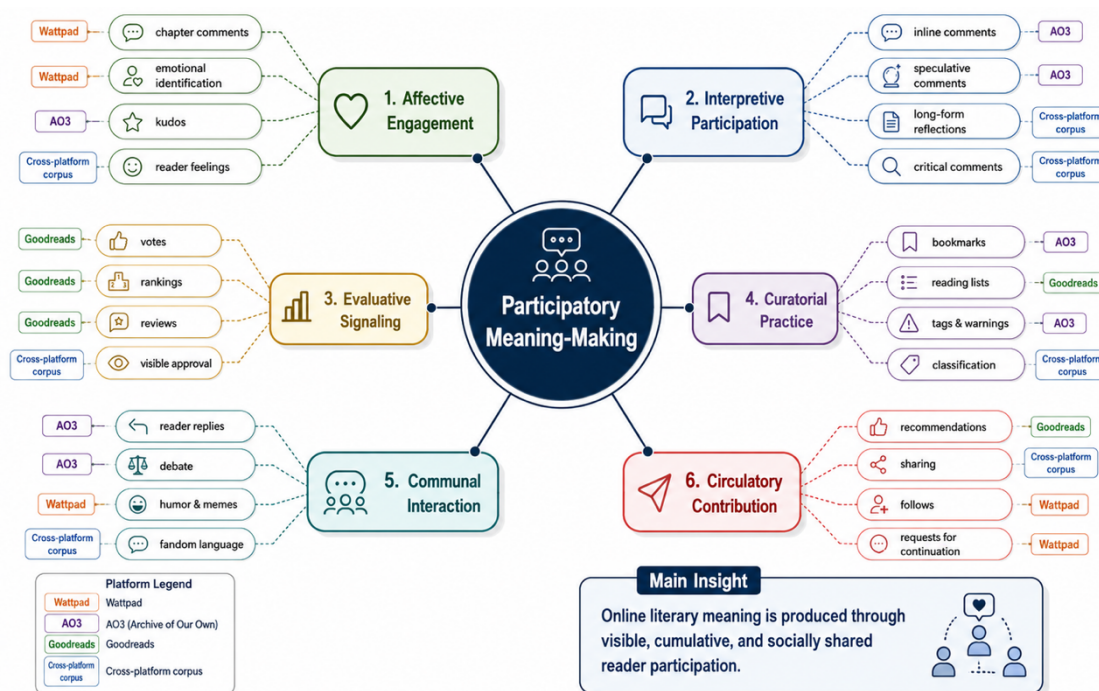 Wattpad
chapter comments
Wattpad
emotional
identification
AO3
kudos
Cross-platform
corpus
reader feelings
1. Affective
Engagement
2. Interpretive
Participation
inline comments
AO3
speculative
comments
AO3
long-form
reflections
Cross-platform
corpus
critical comments
Cross-platform
corpus
Participatory
Meaning-Making
Goodreads
votes
Goodreads
rankings
Goodreads
reviews
Cross-platform
corpus
visible approval
3. Evaluative
Signaling
4. Curatorial
Practice
bookmarks
AO3
reading lists
Goodreads
tags & warnings
AO3
classification
Cross-platform
corpus
AO3
reader replies
AO3
debate
Wattpad
humor & memes
Cross-platform
corpus
fandom language
5. Communal
Interaction
6. Circulatory
Contribution
recommendations
Goodreads
sharing
Cross-platform
corpus
follows
Wattpad
requests for
continuation
Wattpad
Platform Legend
Wattpad Wattpad
AO3 AO3 (Archive of Our Own)
Goodreads Goodreads
Cross-platform
corpus
Cross-platform corpus
Main Insight
Online literary meaning is produced through
visible, cumulative, and socially shared
reader participation.